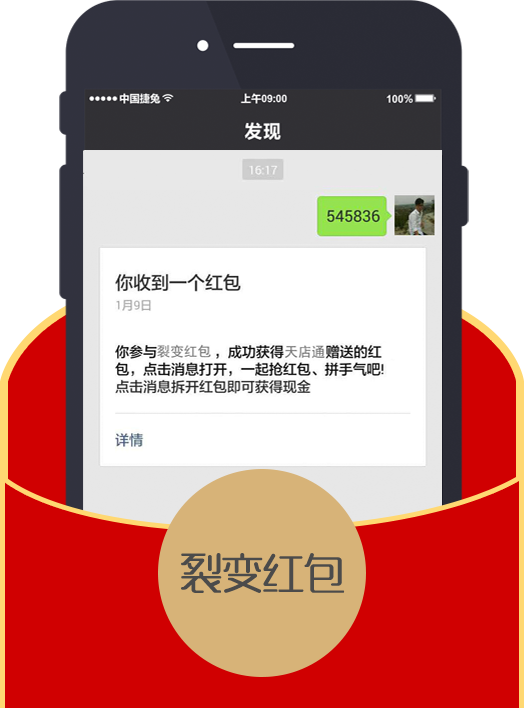 ●●●●● 中国捷兔 上午09:00 100%
发现
16:17
545836
你收到一个红包
1月9日
你参与裂变红包 ，成功获得天店通赠送的红
包，点击消息打开，一起抢红包、拼手气吧!
点击消息拆开红包即可获得现金
详情
裂变红包